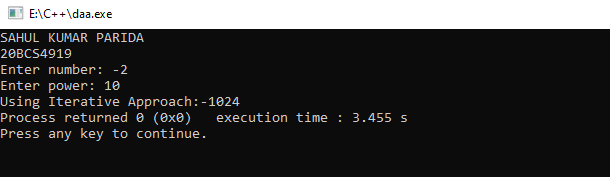 E:\C++\daa.exe
SAHUL KUMAR PARIDA
20BCS4919
Enter number: -2
Enter power: 10
Using Iterative Approach:-1024
Process returned 0 (0x0)   execution time : 3.455 s
Press any key to continue.